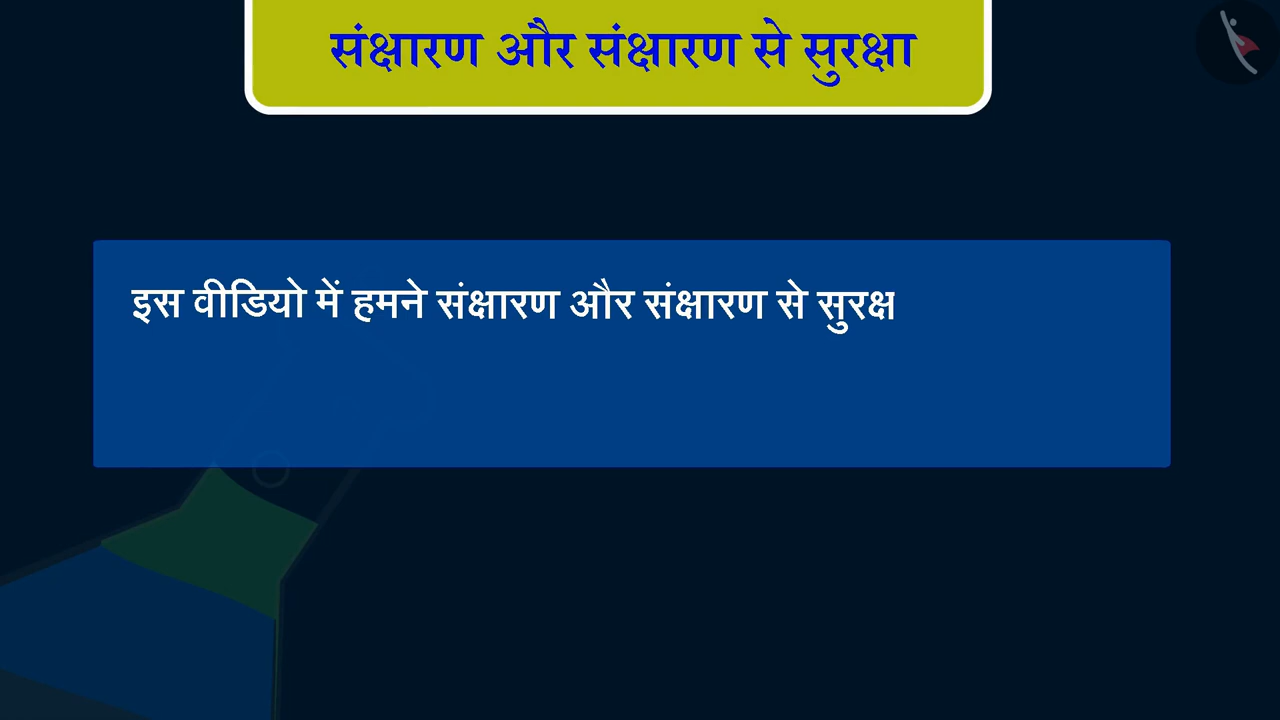 संक्षारण और संक्षारण से सुरक्षा
इस वीडियो में हमने संक्षारण और संक्षारण से सुरक्ष